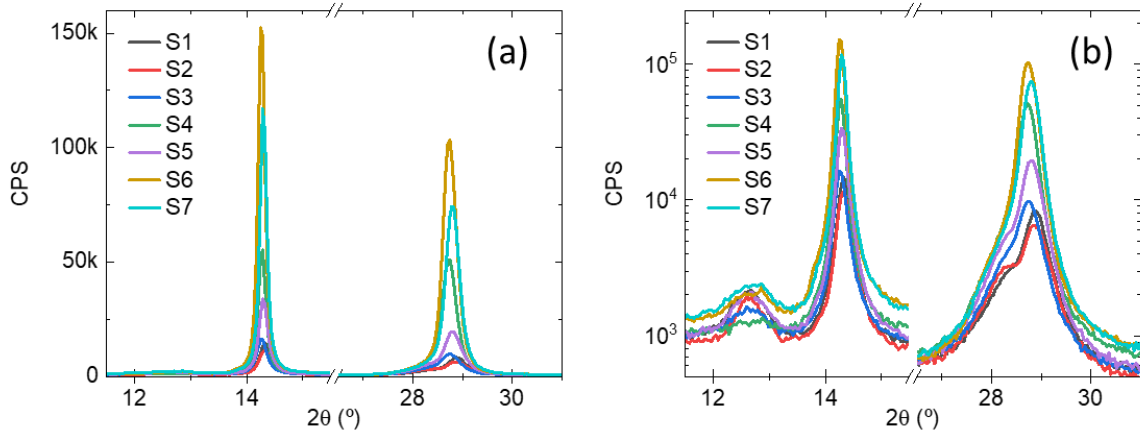 150k
100k
50k
0
CPS
S1
S2
S3
S4
S5
S6
S7
(a)
12 14 28 30
2θ (º)
10⁵
10⁴
10³
CPS
S1
S2
S3
S4
S5
S6
S7
(b)
12 14 28 30
2θ (º)